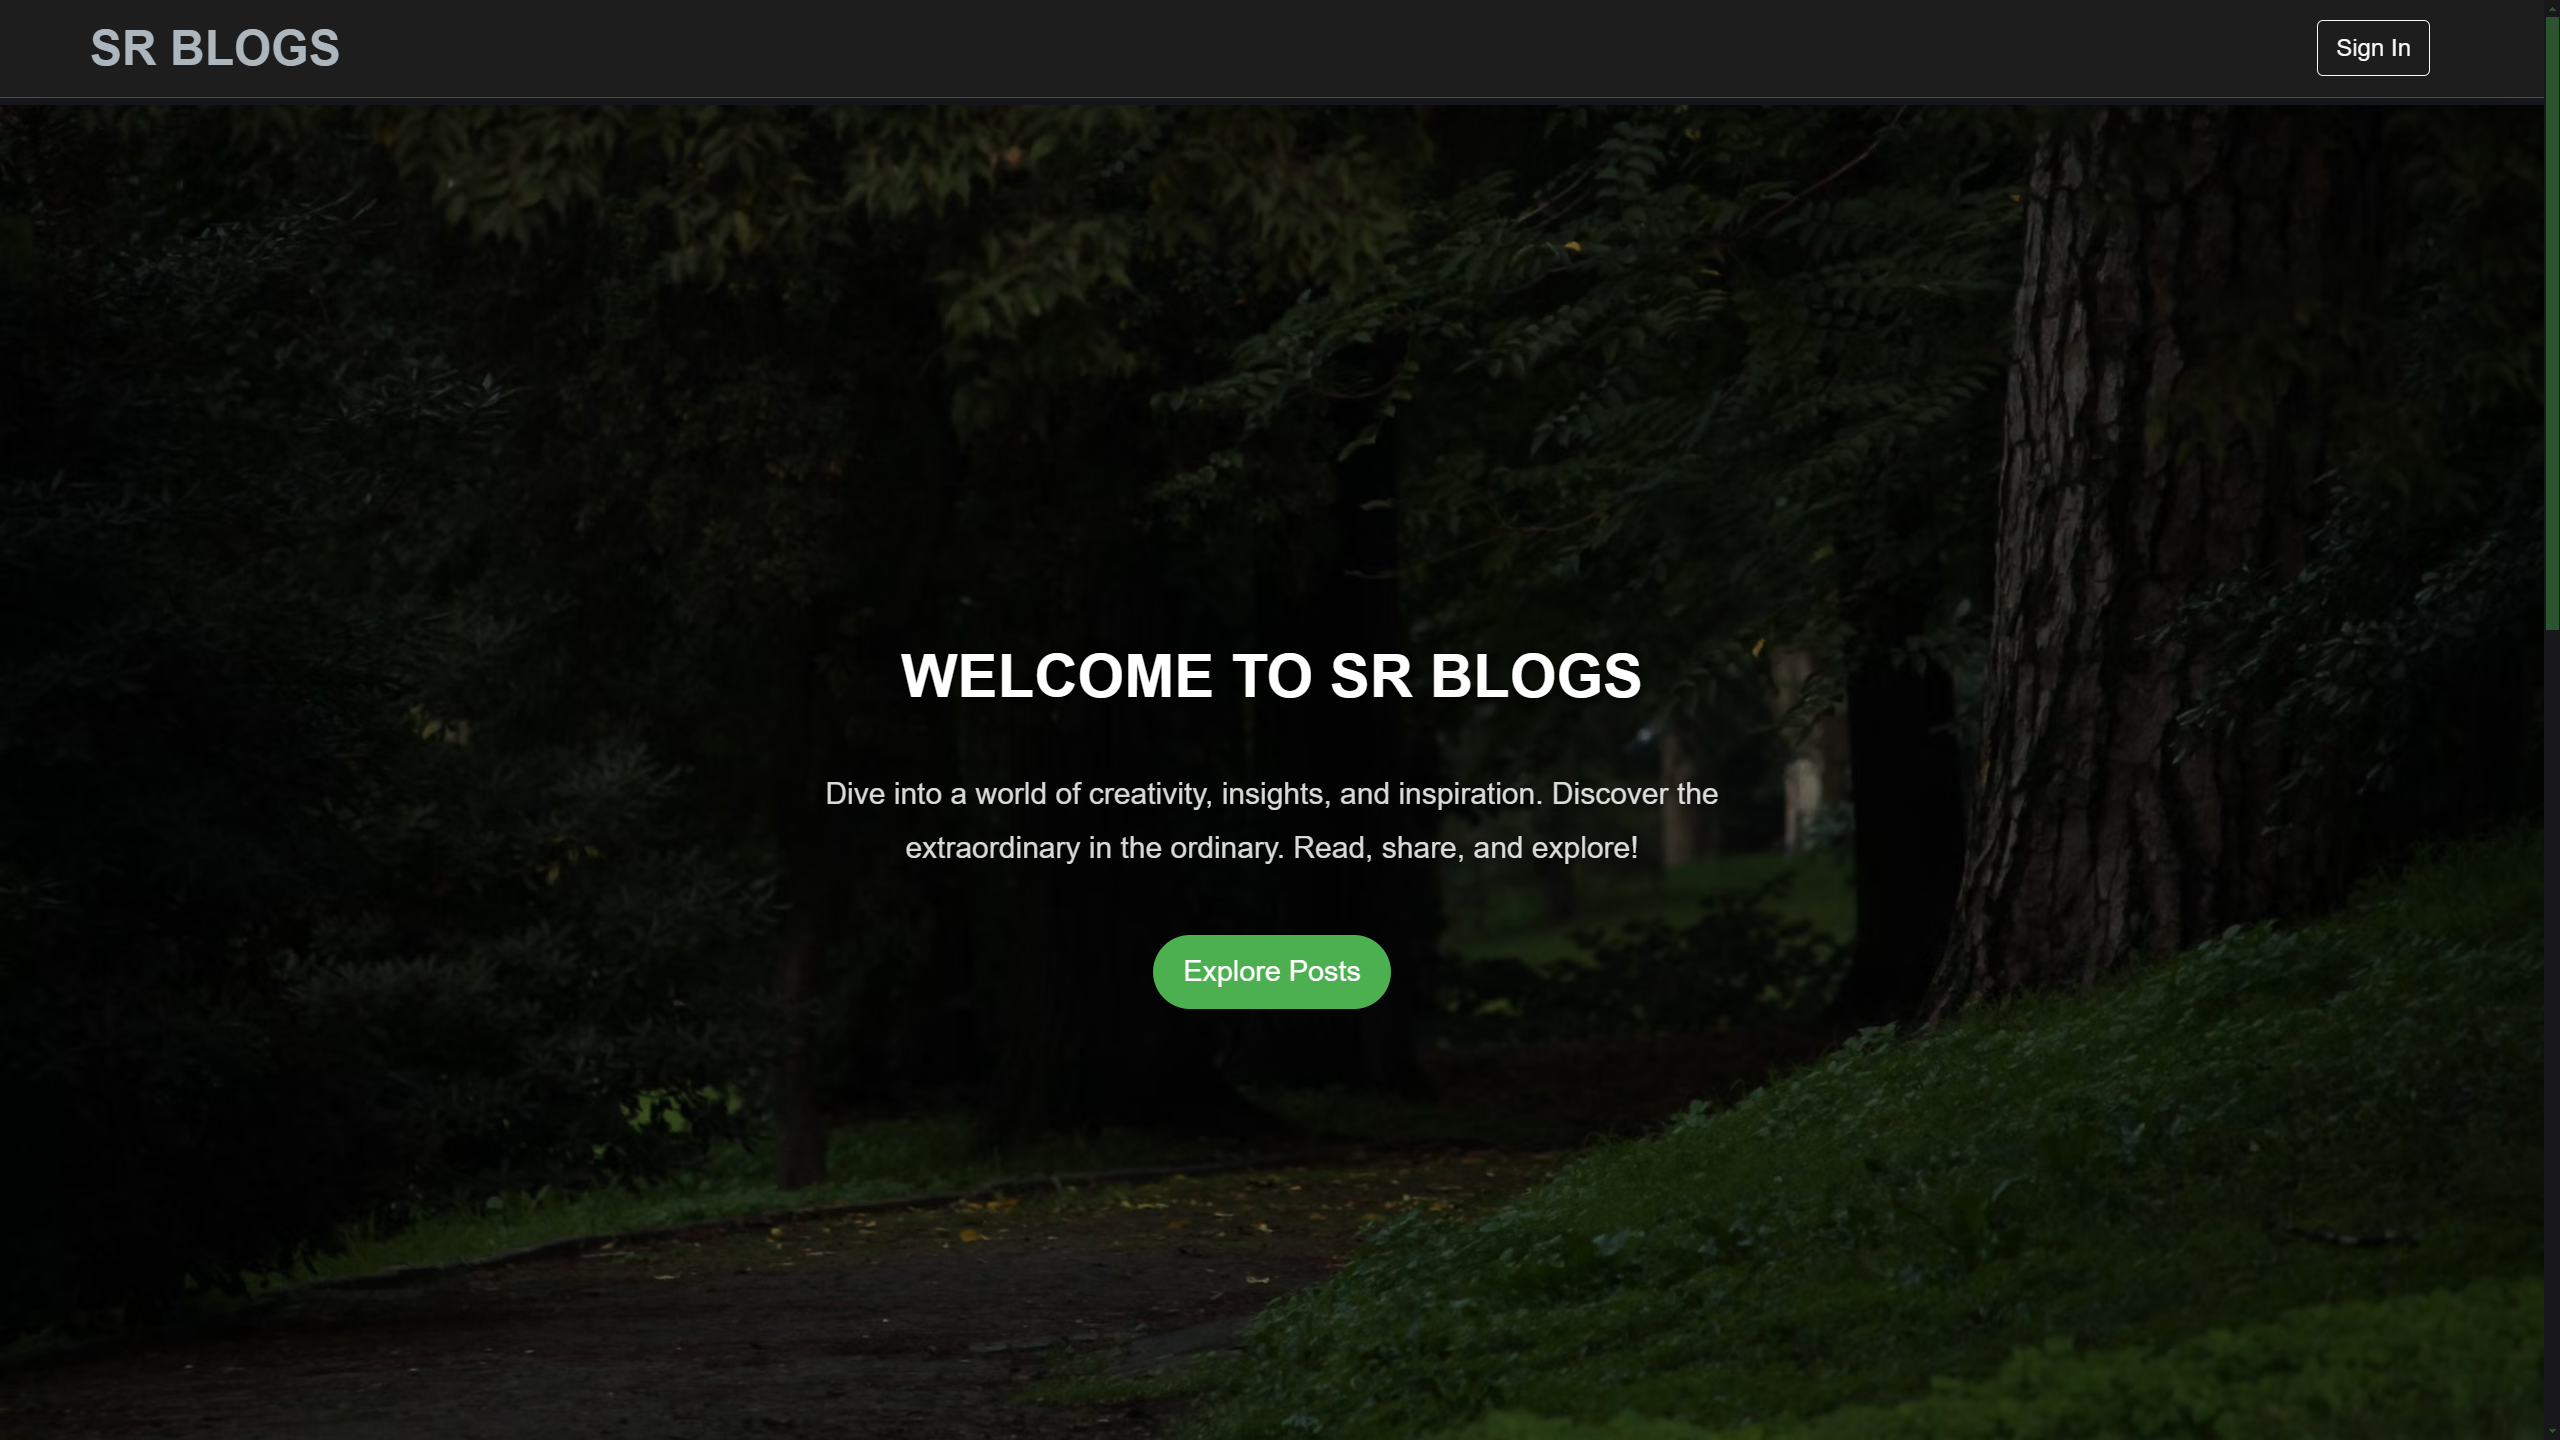 SR BLOGS
Sign In
WELCOME TO SR BLOGS
Dive into a world of creativity, insights, and inspiration. Discover the
extraordinary in the ordinary. Read, share, and explore!
Explore Posts